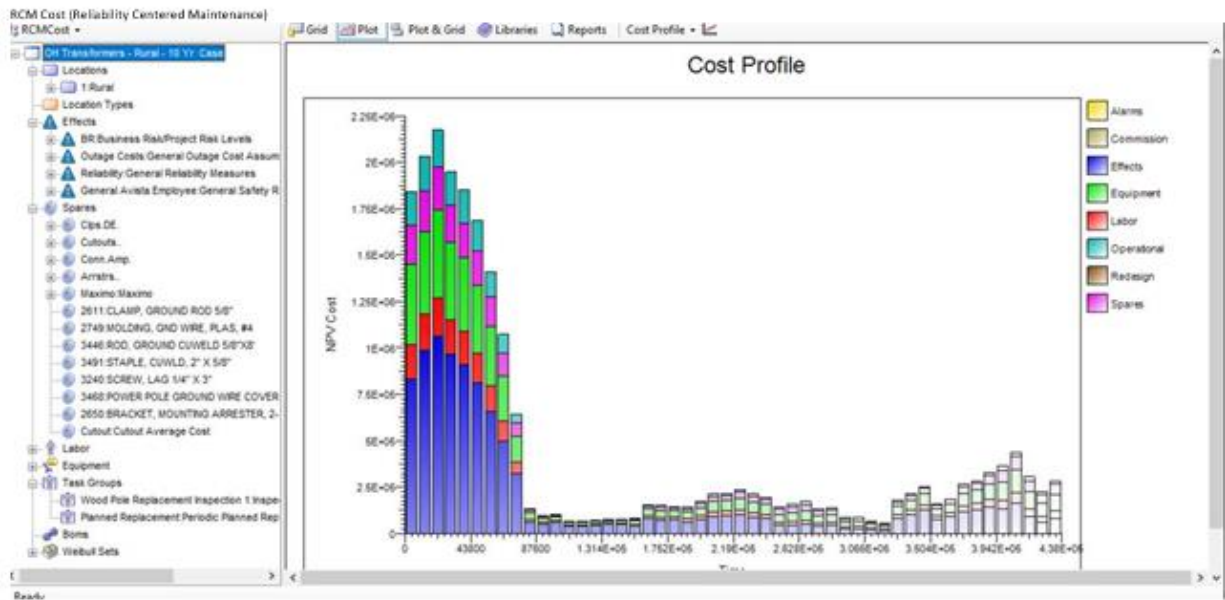 RCM Cost (Reliability Centered Maintenance)
RCMCost
Grid Plot Plot & Grid Libraries Reports Cost Profile
OH Transformers - Rural - 10 Yr. Case
Locations
1:Rural
Location Types
Effects
BR:Business Risk/Project Risk Levels
Outage Costs:General Outage Cost Assum
Reliability:General Reliability Measures
General Avista Employee:General Safety R
Spares
Clps.DE.
Cutouts..
Conn.Amp.
Arrstrs..
Maximo:Maximo
2611:CLAMP, GROUND ROD 5/8"
2749:MOLDING, GND WIRE, PLAS, #4
3446:ROD, GROUND CUWELD 5/8"X8'
3491:STAPLE, CUWLD, 2" X 5/8"
3240:SCREW, LAG 1/4" X 3"
3468:POWER POLE GROUND WIRE COVER
2650:BRACKET, MOUNTING ARRESTER, 2-
Cutout:Cutout Average Cost
Labor
Equipment
Task Groups
Wood Pole Replacement Inspection 1:Inspe
Planned Replacement Periodic:Planned Rep
Boms
Weibull Sets
Ready
Cost Profile
NPV Cost
2.25E+06
2E+06
1.75E+06
1.5E+06
1.25E+06
1E+06
7.5E+05
5E+05
2.5E+05
0
0 43800 87600 1.314E+05 1.752E+05 2.19E+05 2.628E+05 3.066E+05 3.504E+05 3.942E+05 4.38E+05
Alarms
Commission
Effects
Equipment
Labor
Operational
Redesign
Spares